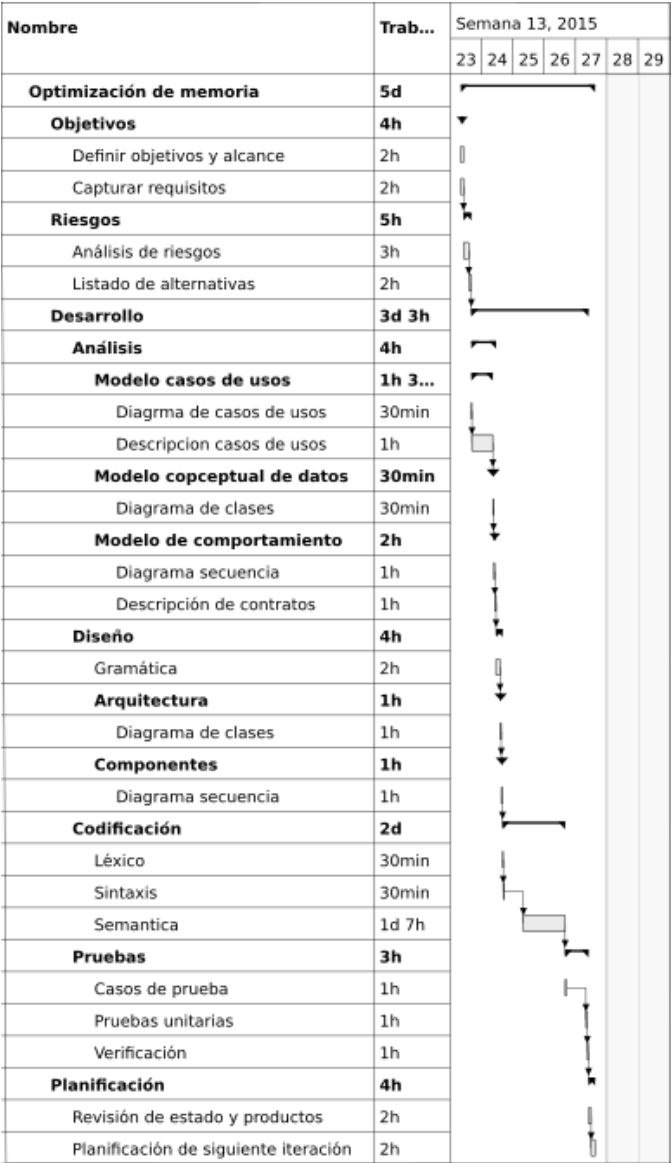 Nombre Trab... Semana 13, 2015
23 24 25 26 27 28 29
Optimización de memoria 5d
Objetivos 4h
Definir objetivos y alcance 2h
Capturar requisitos 2h
Riesgos 5h
Análisis de riesgos 3h
Listado de alternativas 2h
Desarrollo 3d 3h
Análisis 4h
Modelo casos de usos 1h 3...
Diagrma de casos de usos 30min
Descripcion casos de usos 1h
Modelo copceptual de datos 30min
Diagrama de clases 30min
Modelo de comportamiento 2h
Diagrama secuencia 1h
Descripción de contratos 1h
Diseño 4h
Gramática 2h
Arquitectura 1h
Diagrama de clases 1h
Componentes 1h
Diagrama secuencia 1h
Codificación 2d
Léxico 30min
Sintaxis 30min
Semantica 1d 7h
Pruebas 3h
Casos de prueba 1h
Pruebas unitarias 1h
Verificación 1h
Planificación 4h
Revisión de estado y productos 2h
Planificación de siguiente iteración 2h